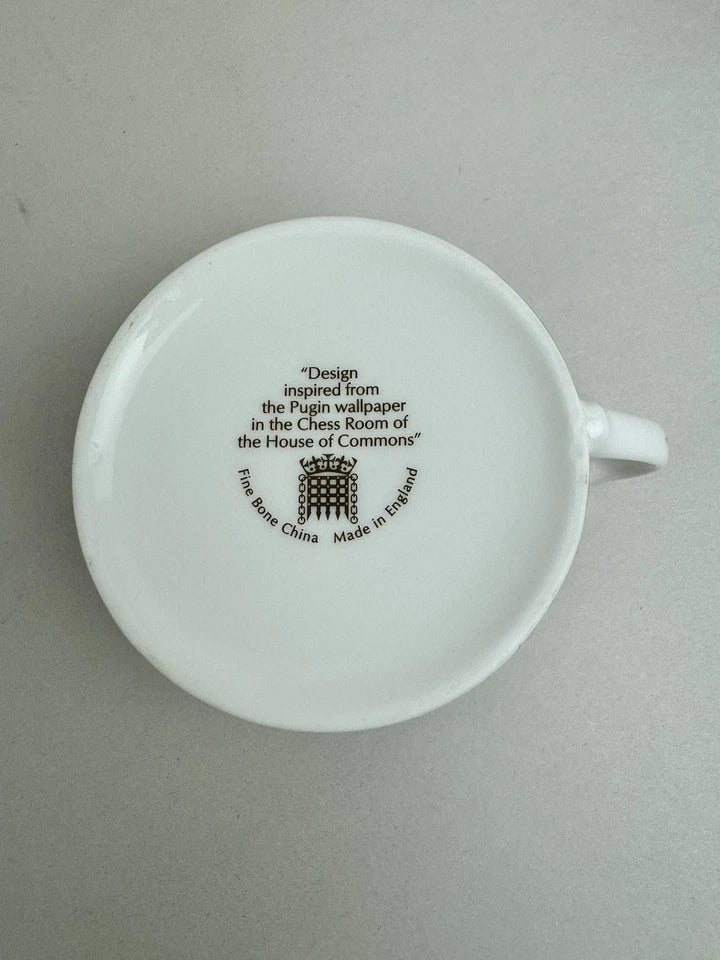 “Design
inspired from
the Pugin wallpaper
in the Chess Room of
the House of Commons”
Fine Bone China Made in England